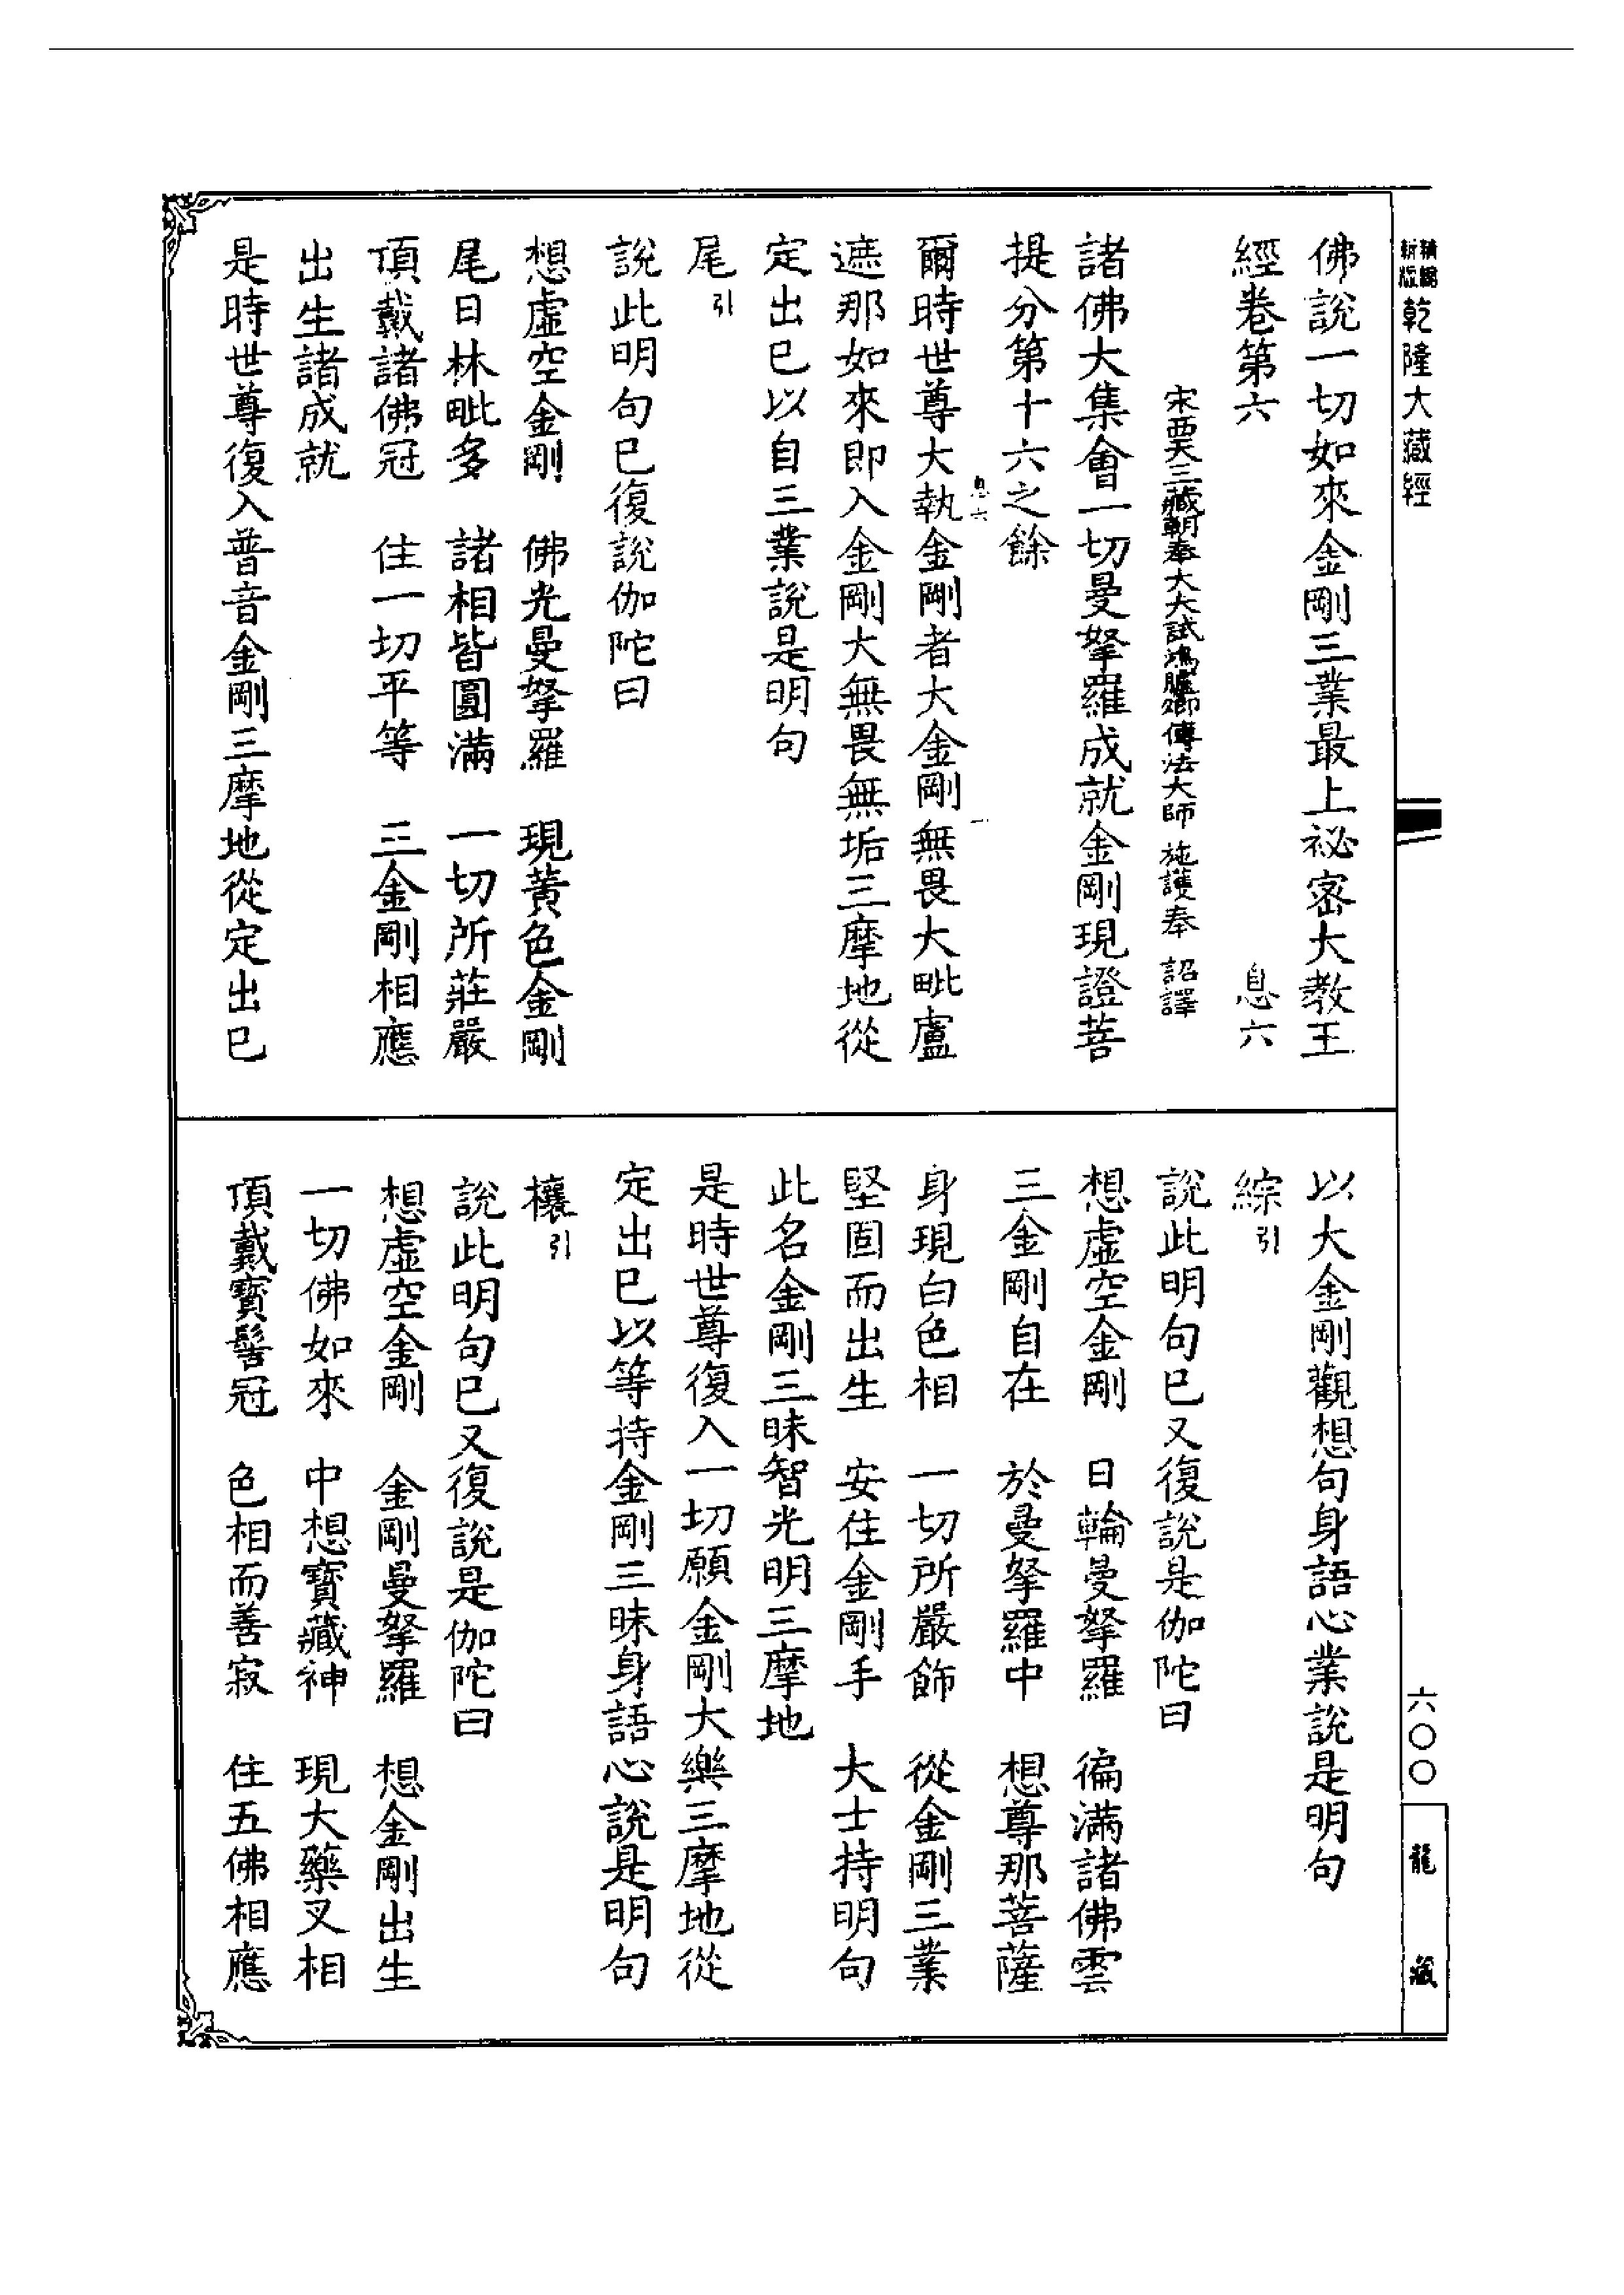 新編
縮版
乾隆大藏經
佛說一切如來金剛三業最上祕密大教王
經卷第六 息六
宋西天三藏朝奉大夫試鴻臚卿傳法大師 施護奉 詔譯
諸佛大集會一切曼拏羅成就金剛現證菩
提分第十六之餘
爾時世尊大執金剛者大金剛無畏大毗盧
遮那如來即入金剛大無畏無垢三摩地從
定出已以自三業說是明句
尾引
說此明句已復說伽陀曰
想虛空金剛 佛光曼拏羅 現黃色金剛
尾日林毗多 諸相皆圓滿 一切所莊嚴
頂戴諸佛冠 住一切平等 三金剛相應
出生諸成就
是時世尊復入普音金剛三摩地從定出已
以大金剛觀想句身語心業說是明句
綜引
說此明句已又復說是伽陀曰
想虛空金剛 日輪曼拏羅 徧滿諸佛雲
三金剛自在 於曼拏羅中 想尊那菩薩
身現白色相 一切所嚴飾 從金剛三業
堅固而出生 安住金剛手 大士持明句
此名金剛三昧智光明三摩地
是時世尊復入一切願金剛大樂三摩地從
定出已以等持金剛三昧身語心說是明句
欀引
說此明句已又復說是伽陀曰
想虛空金剛 金剛曼拏羅 想金剛出生
一切佛如來 中想寶藏神 現大藥叉相
頂戴寶髻冠 色相而善寂 住五佛相應
六〇〇
龍藏